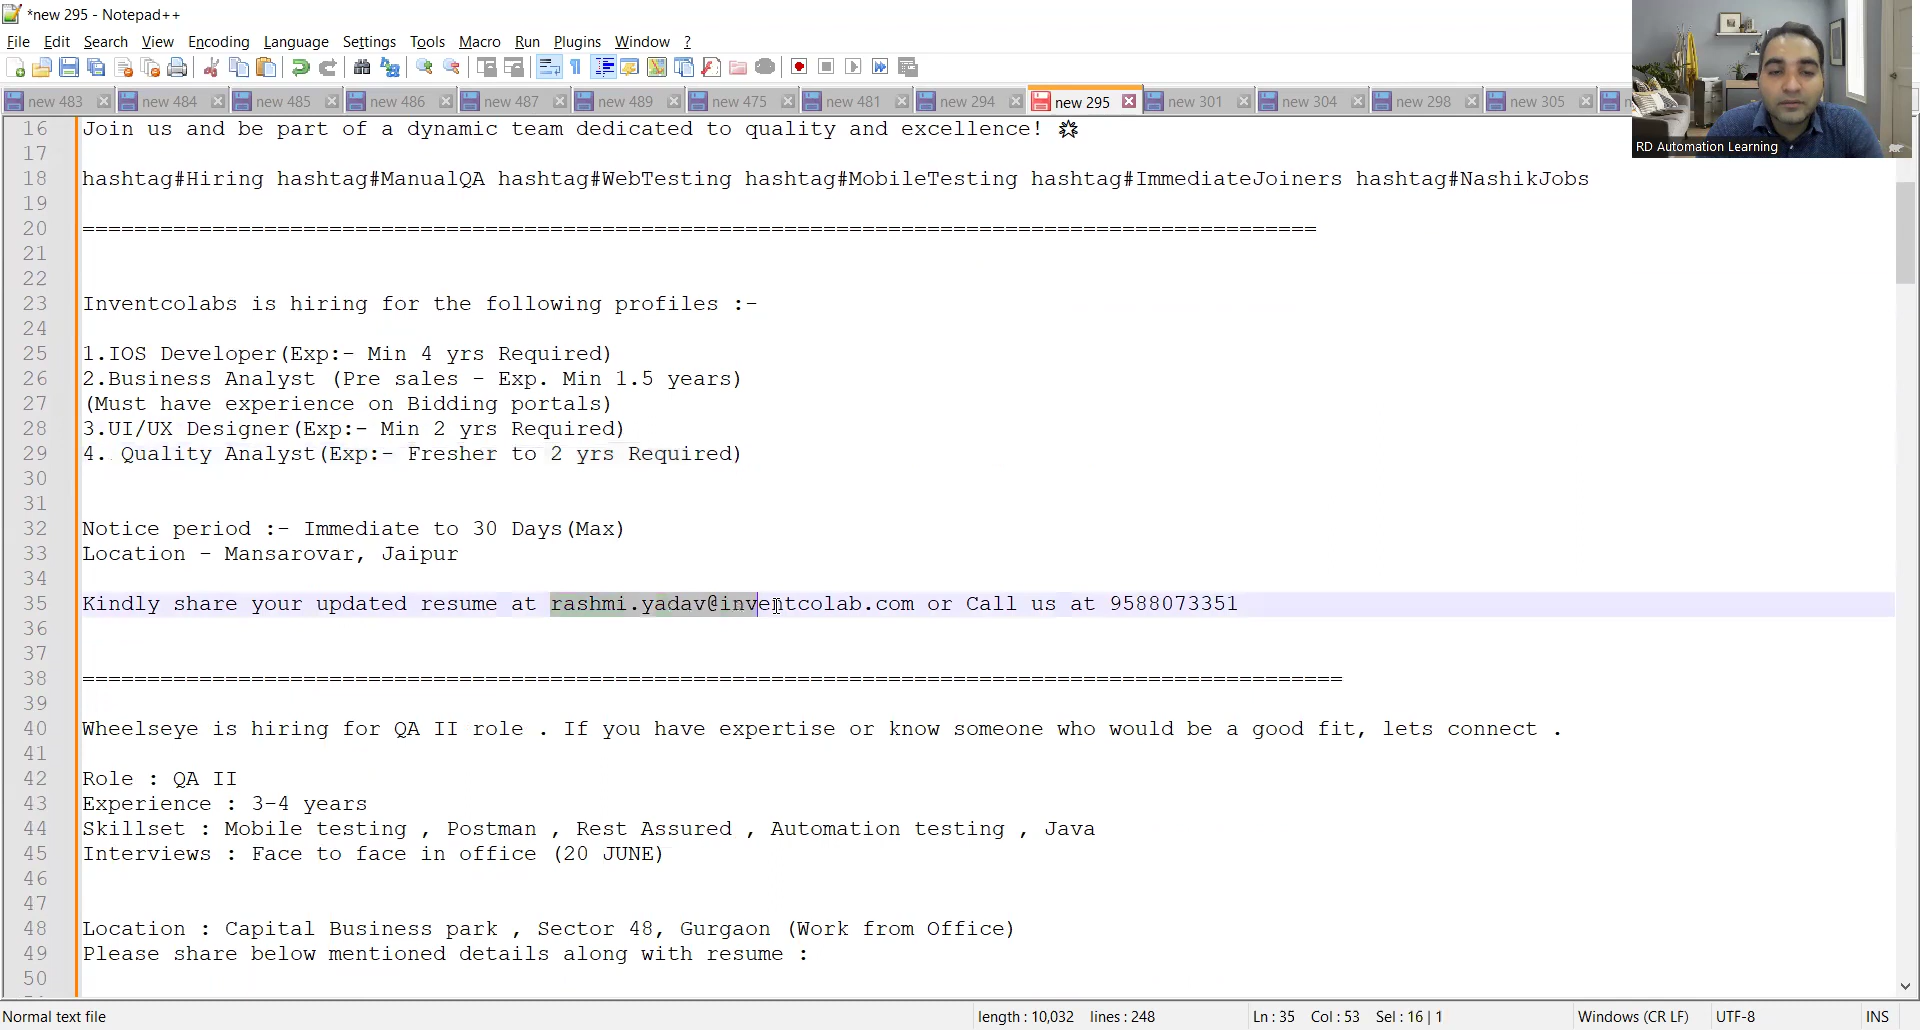 *new 295 - Notepad++
File Edit Search View Encoding Language Settings Tools Macro Run Plugins Window ?
new 483 new 484 new 485 new 486 new 487 new 489 new 475 new 481 new 294 new 295 new 301 new 304 new 298 new 305
RD Automation Learning
16 Join us and be part of a dynamic team dedicated to quality and excellence! 🌟
17
18 hashtag#Hiring hashtag#ManualQA hashtag#WebTesting hashtag#MobileTesting hashtag#ImmediateJoiners hashtag#NashikJobs
19
20 ===============================================================================================
21
22
23 Inventcolabs is hiring for the following profiles :-
24
25 1.IOS Developer(Exp:- Min 4 yrs Required)
26 2.Business Analyst (Pre sales - Exp. Min 1.5 years)
27 (Must have experience on Bidding portals)
28 3.UI/UX Designer(Exp:- Min 2 yrs Required)
29 4. Quality Analyst(Exp:- Fresher to 2 yrs Required)
30
31
32 Notice period :- Immediate to 30 Days(Max)
33 Location - Mansarovar, Jaipur
34
35 Kindly share your updated resume at rashmi.yadav@inventcolab.com or Call us at 9588073351
36
37
38 =================================================================================================
39
40 Wheelseye is hiring for QA II role . If you have expertise or know someone who would be a good fit, lets connect .
41
42 Role : QA II
43 Experience : 3-4 years
44 Skillset : Mobile testing , Postman , Rest Assured , Automation testing , Java
45 Interviews : Face to face in office (20 JUNE)
46
47
48 Location : Capital Business park , Sector 48, Gurgaon (Work from Office)
49 Please share below mentioned details along with resume :
50
Normal text file length : 10,032 lines : 248 Ln : 35 Col : 53 Sel : 16 | 1 Windows (CR LF) UTF-8 INS